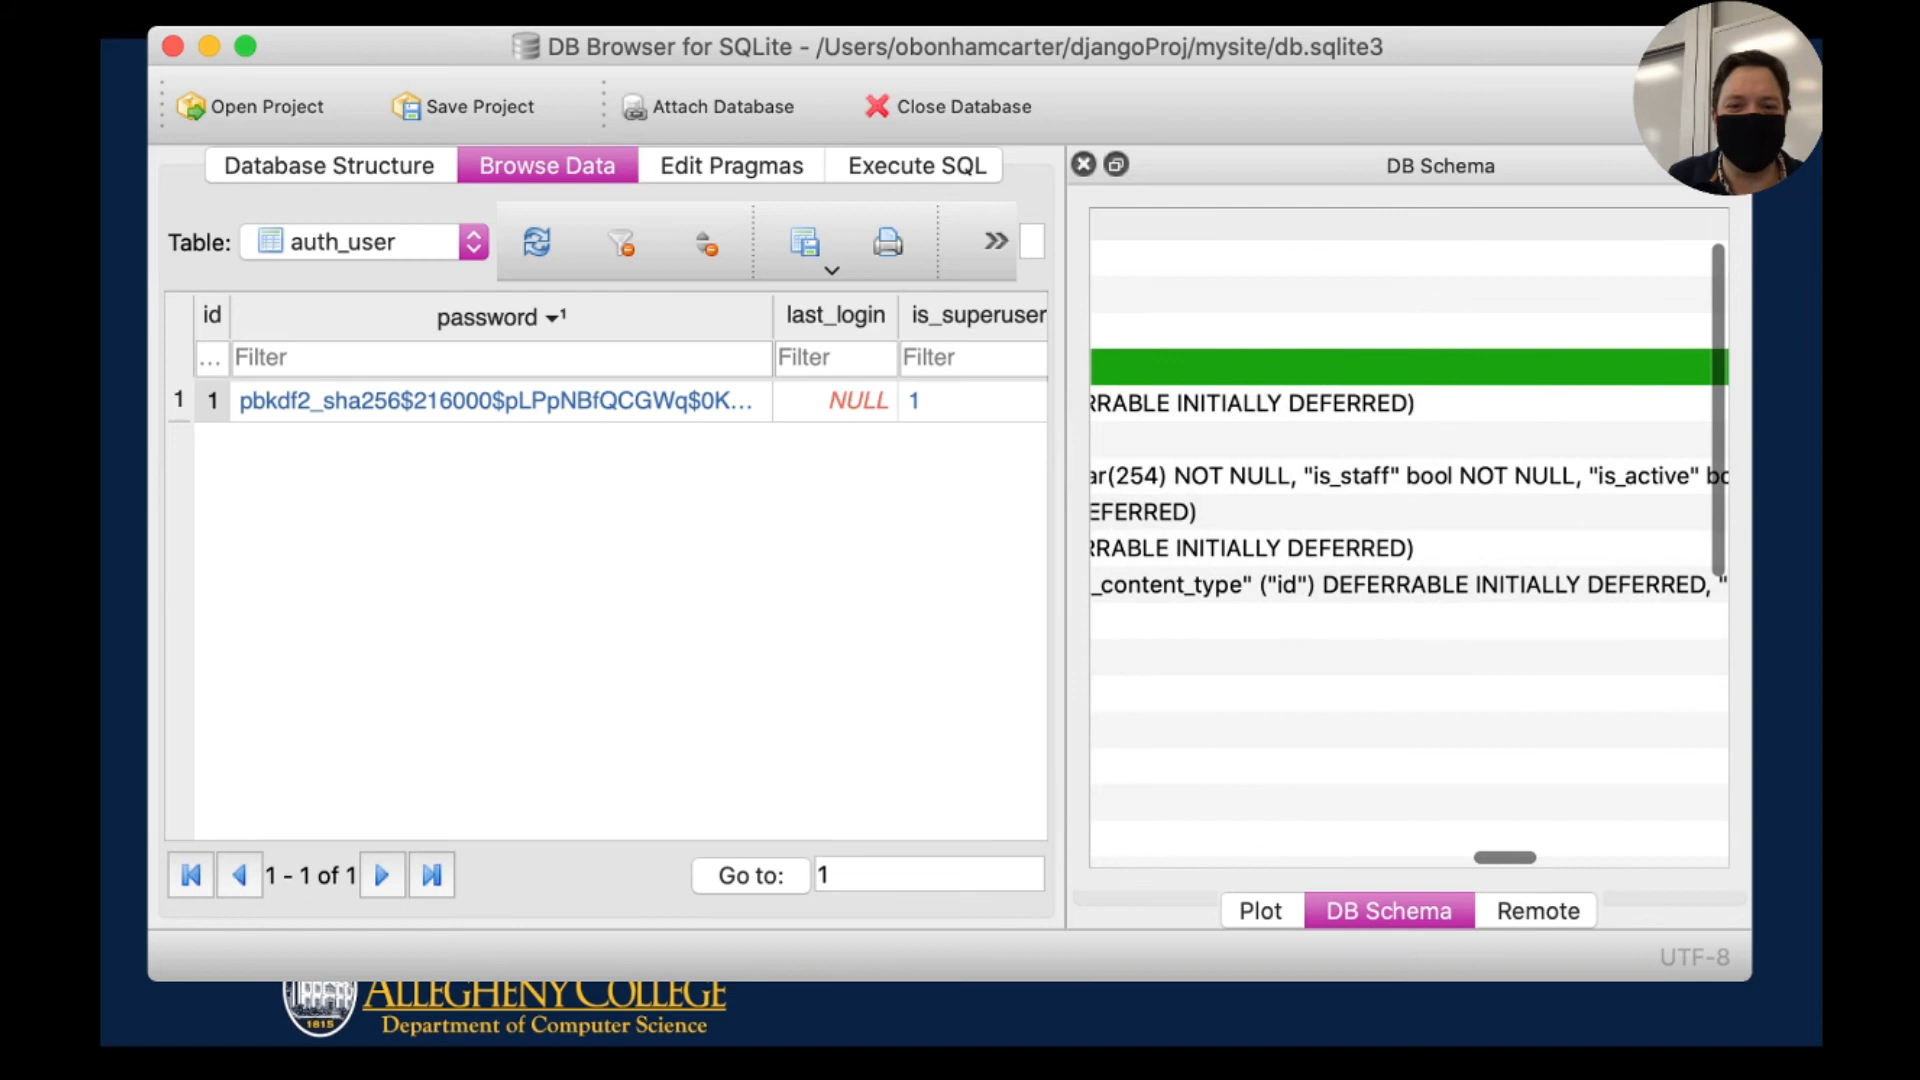 DB Browser for SQLite - /Users/obonhamcarter/djangoProj/mysite/db.sqlite3
Open Project Save Project Attach Database Close Database
Database Structure Browse Data Edit Pragmas Execute SQL
DB Schema
Table: auth_user
id password 1 last_login is_superuser
... Filter Filter Filter
1 1 pbkdf2_sha256$216000$pLPpNBfQCGWq$0K... NULL 1
RRABLE INITIALLY DEFERRED)
ar(254) NOT NULL, "is_staff" bool NOT NULL, "is_active" bo
EFERRED)
RRABLE INITIALLY DEFERRED)
_content_type" ("id") DEFERRABLE INITIALLY DEFERRED, "
1 - 1 of 1 Go to: 1
Plot DB Schema Remote
UTF-8
ALLEGHENY COLLEGE
1815
Department of Computer Science